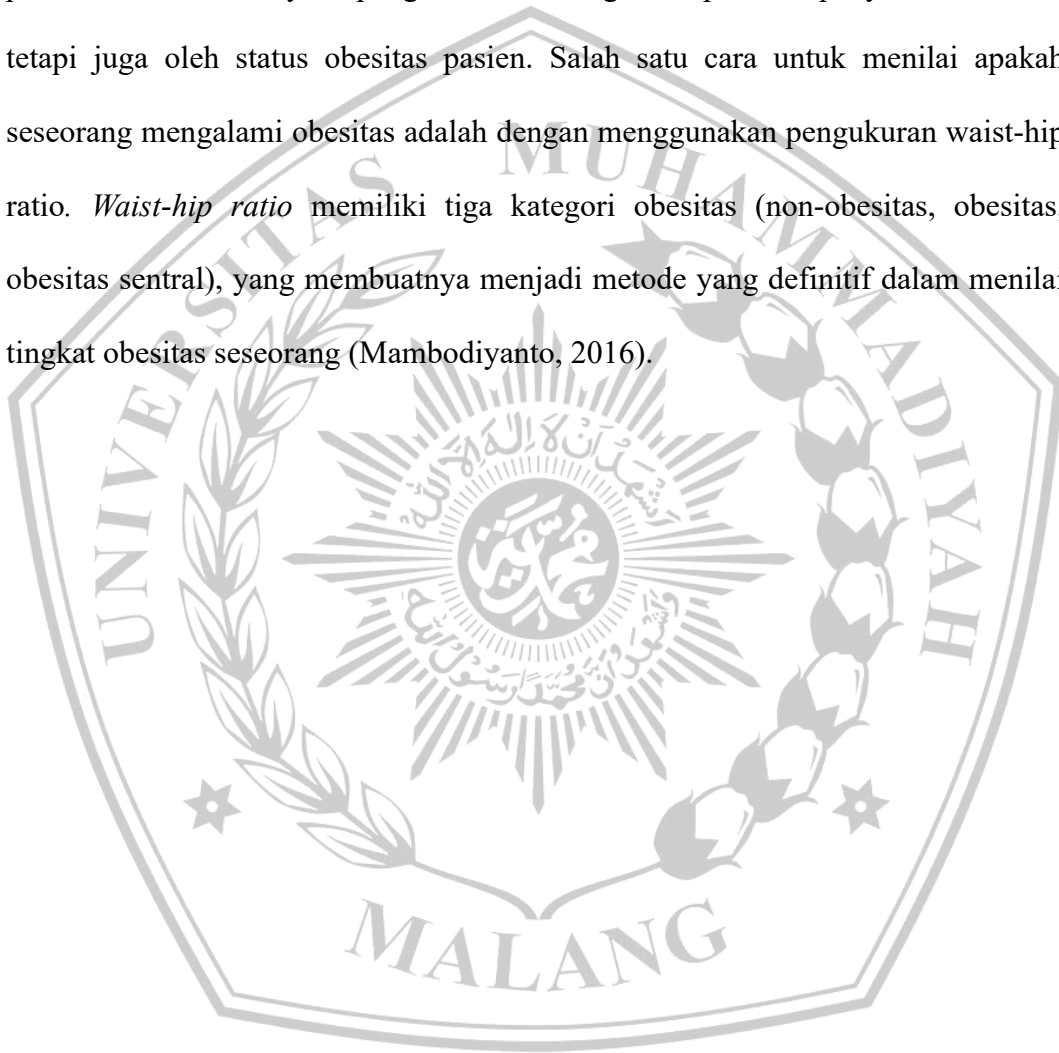 tetapi juga oleh status obesitas pasien. Salah satu cara untuk menilai apakah
seseorang mengalami obesitas adalah dengan menggunakan pengukuran waist-hip
ratio. Waist-hip ratio memiliki tiga kategori obesitas (non-obesitas, obesitas,
obesitas sentral), yang membuatnya menjadi metode yang definitif dalam menilai
tingkat obesitas seseorang (Mambodiyanto, 2016).
UNIVERSITAS MUHAMMADIYAH
MALANG